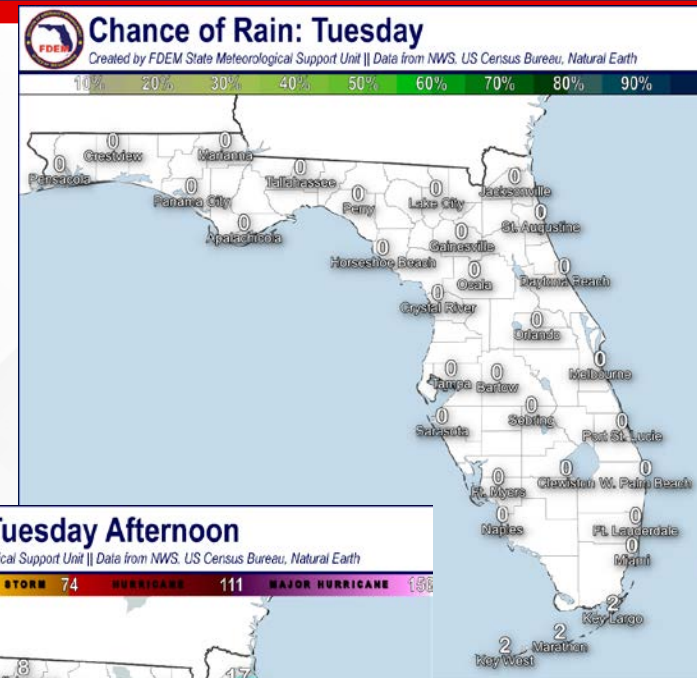 FDEM
Chance of Rain: Tuesday
Created by FDEM State Meteorological Support Unit || Data from NWS, US Census Bureau, Natural Earth
10% 20% 30% 40% 50% 60% 70% 80% 90%
0 Crestview
0 Marianna
0 Pensacola
0 Tallahassee
0 Jacksonville
0 Panama City
0 Perry
0 Lake City
0 Apalachicola
0 St. Augustine
0 Gainesville
0 Horseshoe Beach
0 Ocala
0 Daytona Beach
0 Crystal River
0 Orlando
0 Melbourne
0 Tampa
0 Bartow
0 Sebring
0 Sarasota
0 Port St. Lucie
0 Ft. Myers
0 Clewiston
0 W. Palm Beach
0 Naples
0 Ft. Lauderdale
0 Miami
2 Key Largo
2 Marathon
2 Key West
Tuesday Afternoon
cal Support Unit || Data from NWS, US Census Bureau, Natural Earth
STORM 74 HURRICANE 111 MAJOR HURRICANE
8
17